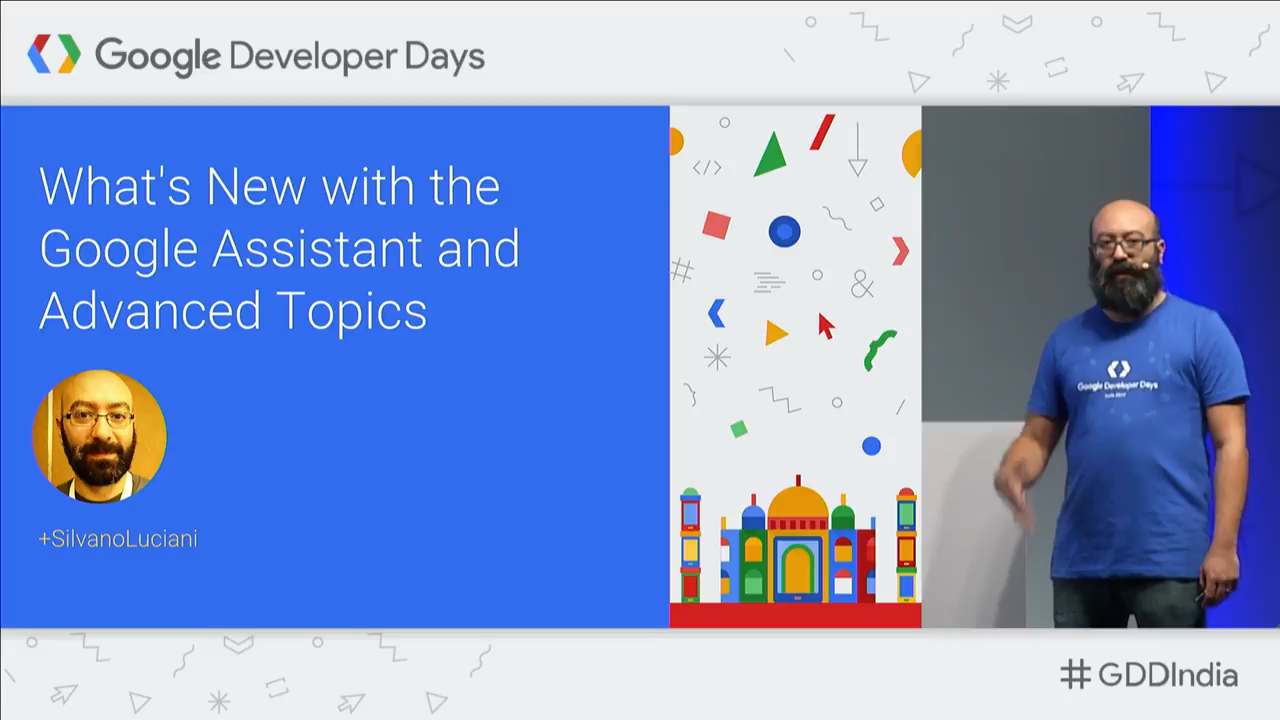 Google Developer Days
What's New with the
Google Assistant and
Advanced Topics
+SilvanoLuciani
Google Developer Days
#GDDIndia